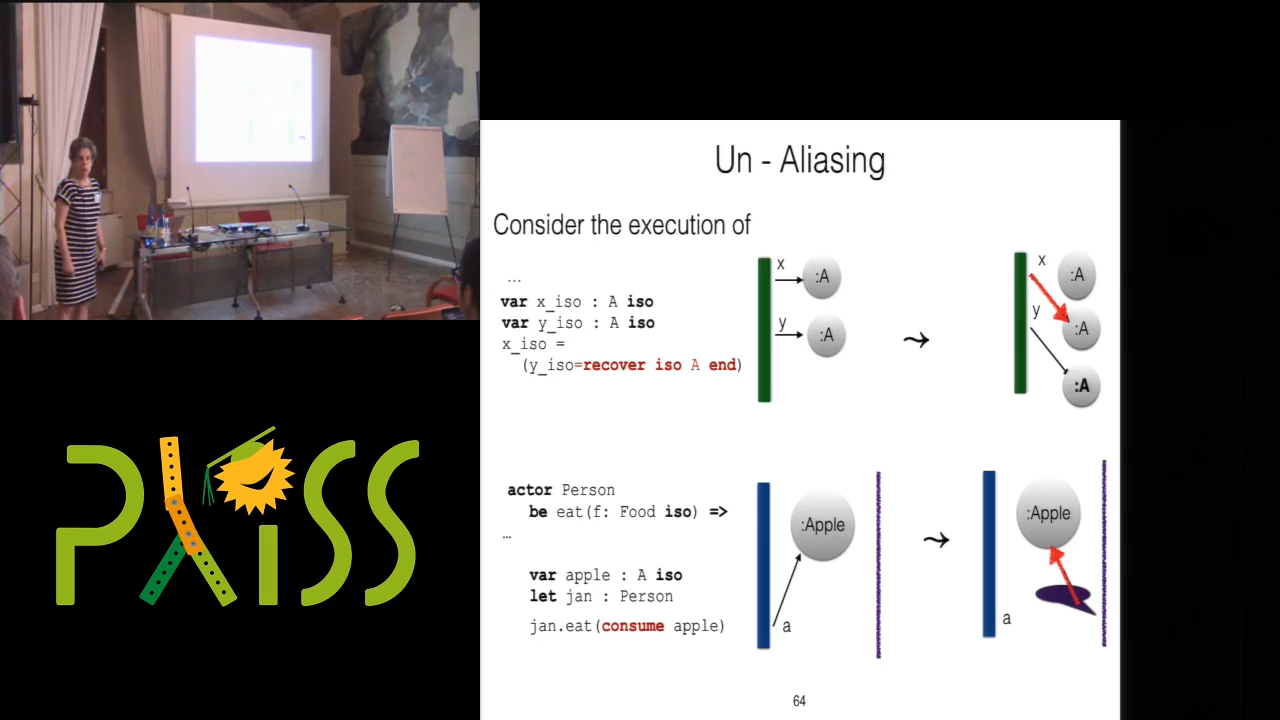 Un - Aliasing
Consider the execution of
...
var x_iso : A iso
var y_iso : A iso
x_iso =
(y_iso=recover iso A end)
x
:A
y
:A
x
:A
y
:A
:A
actor Person
be eat(f: Food iso) =>
...
var apple : A iso
let jan : Person
jan.eat(consume apple)
:Apple
a
:Apple
a
64
PLISS